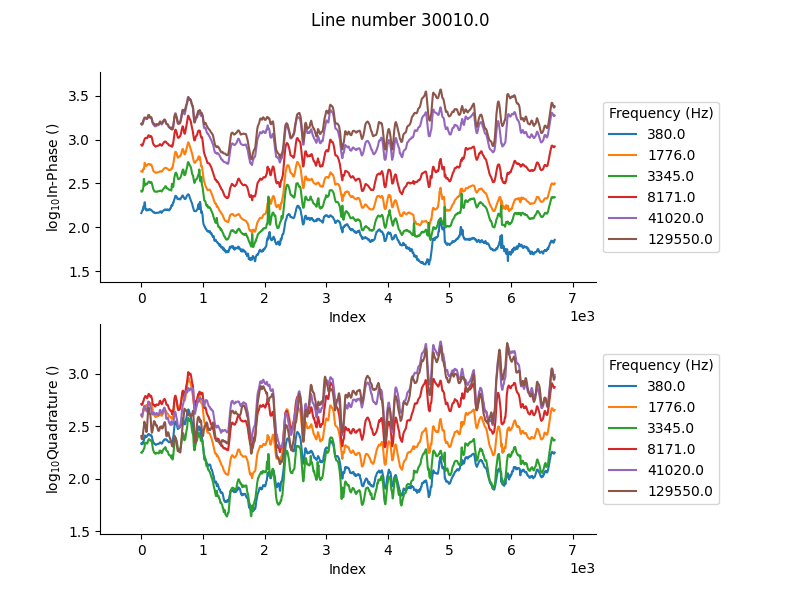 Line number 30010.0
log10In-Phase ()
3.5
3.0
2.5
2.0
1.5
0 1 2 3 4 5 6 7
1e3
Index
Frequency (Hz)
380.0
1776.0
3345.0
8171.0
41020.0
129550.0
log10Quadrature ()
3.0
2.5
2.0
1.5
0 1 2 3 4 5 6 7
1e3
Index
Frequency (Hz)
380.0
1776.0
3345.0
8171.0
41020.0
129550.0